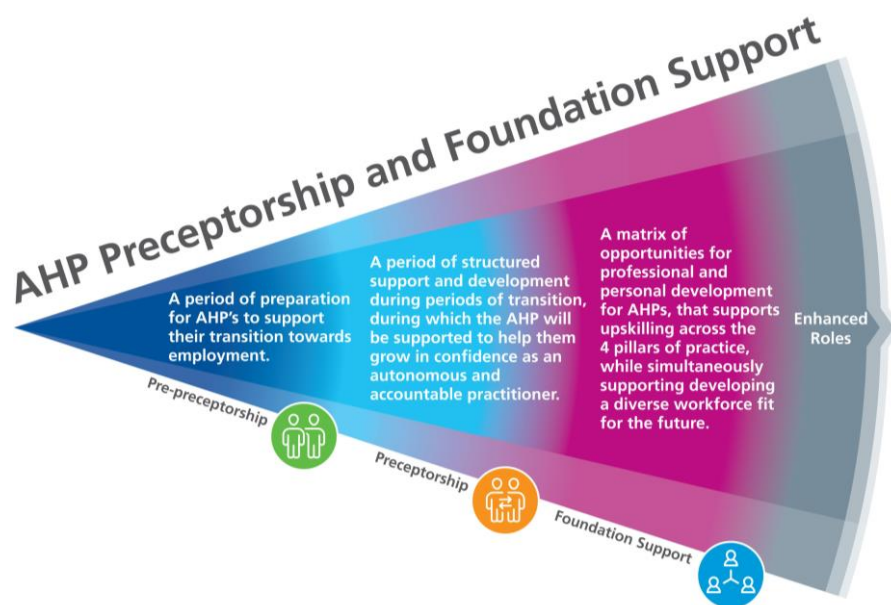 AHP Preceptorship and Foundation Support
A period of preparation
for AHP's to support
their transition towards
employment.
A period of structured
support and development
during periods of transition,
during which the AHP will
be supported to help them
grow in confidence as an
autonomous and
accountable practitioner.
A matrix of
opportunities for
professional and
personal development
for AHPs, that supports
upskilling across the
4 pillars of practice,
while simultaneously
supporting developing
a diverse workforce fit
for the future.
Enhanced
Roles
Pre-preceptorship
Preceptorship
Foundation Support